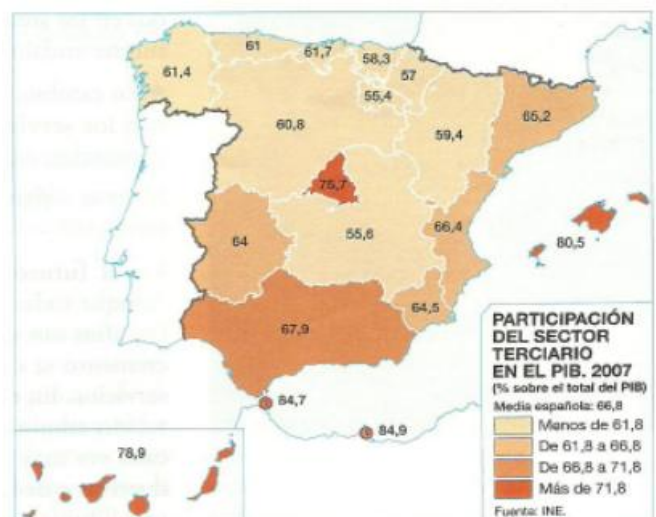 61
61,7
58,3
57
61,4
55,4
60,8
59,4
65,2
75,7
66,4
80,5
64
55,6
64,5
67,9
84,7
84,9
78,9
PARTICIPACIÓN
DEL SECTOR
TERCIARIO
EN EL PIB. 2007
(% sobre el total del PIB)
Media española: 66,8
Menos de 61,8
De 61,8 a 66,8
De 66,8 a 71,8
Más de 71,8
Fuente: INE.